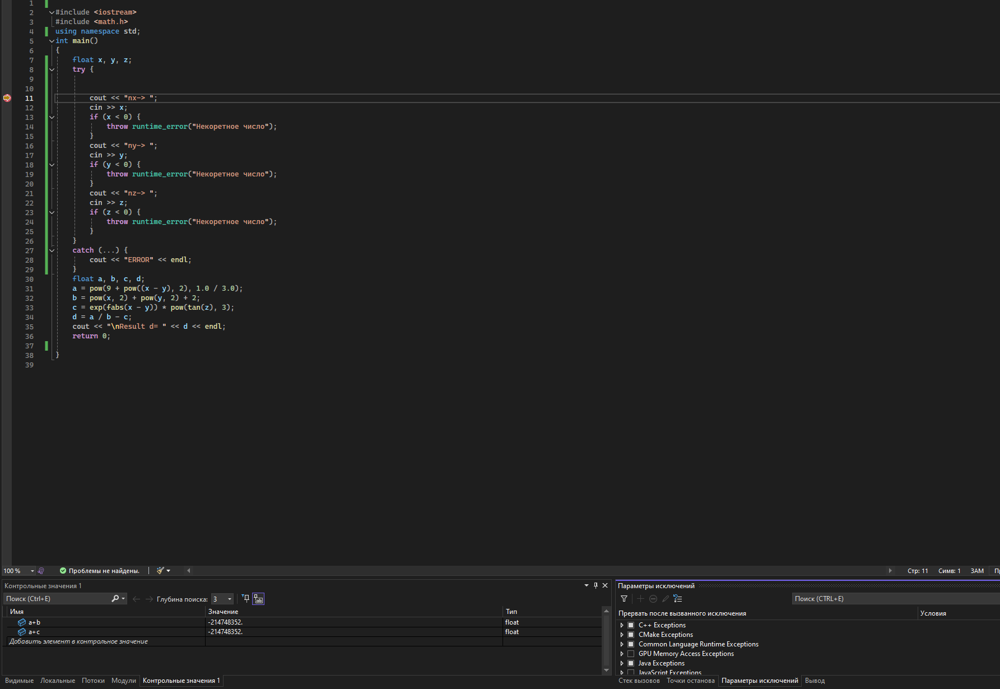 1
2 #include <iostream>
3 #include <math.h>
4 using namespace std;
5 int main()
6 {
7 float x, y, z;
8 try {
9
10
11 cout << "nx-> ";
12 cin >> x;
13 if (x < 0) {
14 throw runtime_error("Некоретное число");
15 }
16 cout << "ny-> ";
17 cin >> y;
18 if (y < 0) {
19 throw runtime_error("Некоретное число");
20 }
21 cout << "nz-> ";
22 cin >> z;
23 if (z < 0) {
24 throw runtime_error("Некоретное число");
25 }
26 }
27 catch (...) {
28 cout << "ERROR" << endl;
29 }
30 float a, b, c, d;
31 a = pow(9 + pow((x - y), 2), 1.0 / 3.0);
32 b = pow(x, 2) + pow(y, 2) + 2;
33 c = exp(fabs(x - y)) * pow(tan(z), 3);
34 d = a / b - c;
35 cout << "\nResult d= " << d << endl;
36 return 0;
37
38 }
39
100 % Проблемы не найдены. Стр: 11 Симв: 1 ЗАМ
Контрольные значения 1
Поиск (Ctrl+E) Глубина поиска: 3
Имя Значение Тип
a+b -214748352. float
a+c -214748352. float
Добавить элемент в контрольное значение
Видимые Локальные Потоки Модули Контрольные значения 1
Параметры исключений
Поиск (CTRL+E)
Прервать после вызванного исключения Условия
C++ Exceptions
CMake Exceptions
Common Language Runtime Exceptions
GPU Memory Access Exceptions
Java Exceptions
JavaScript Exceptions
Стек вызовов Точки останова Параметры исключений Вывод